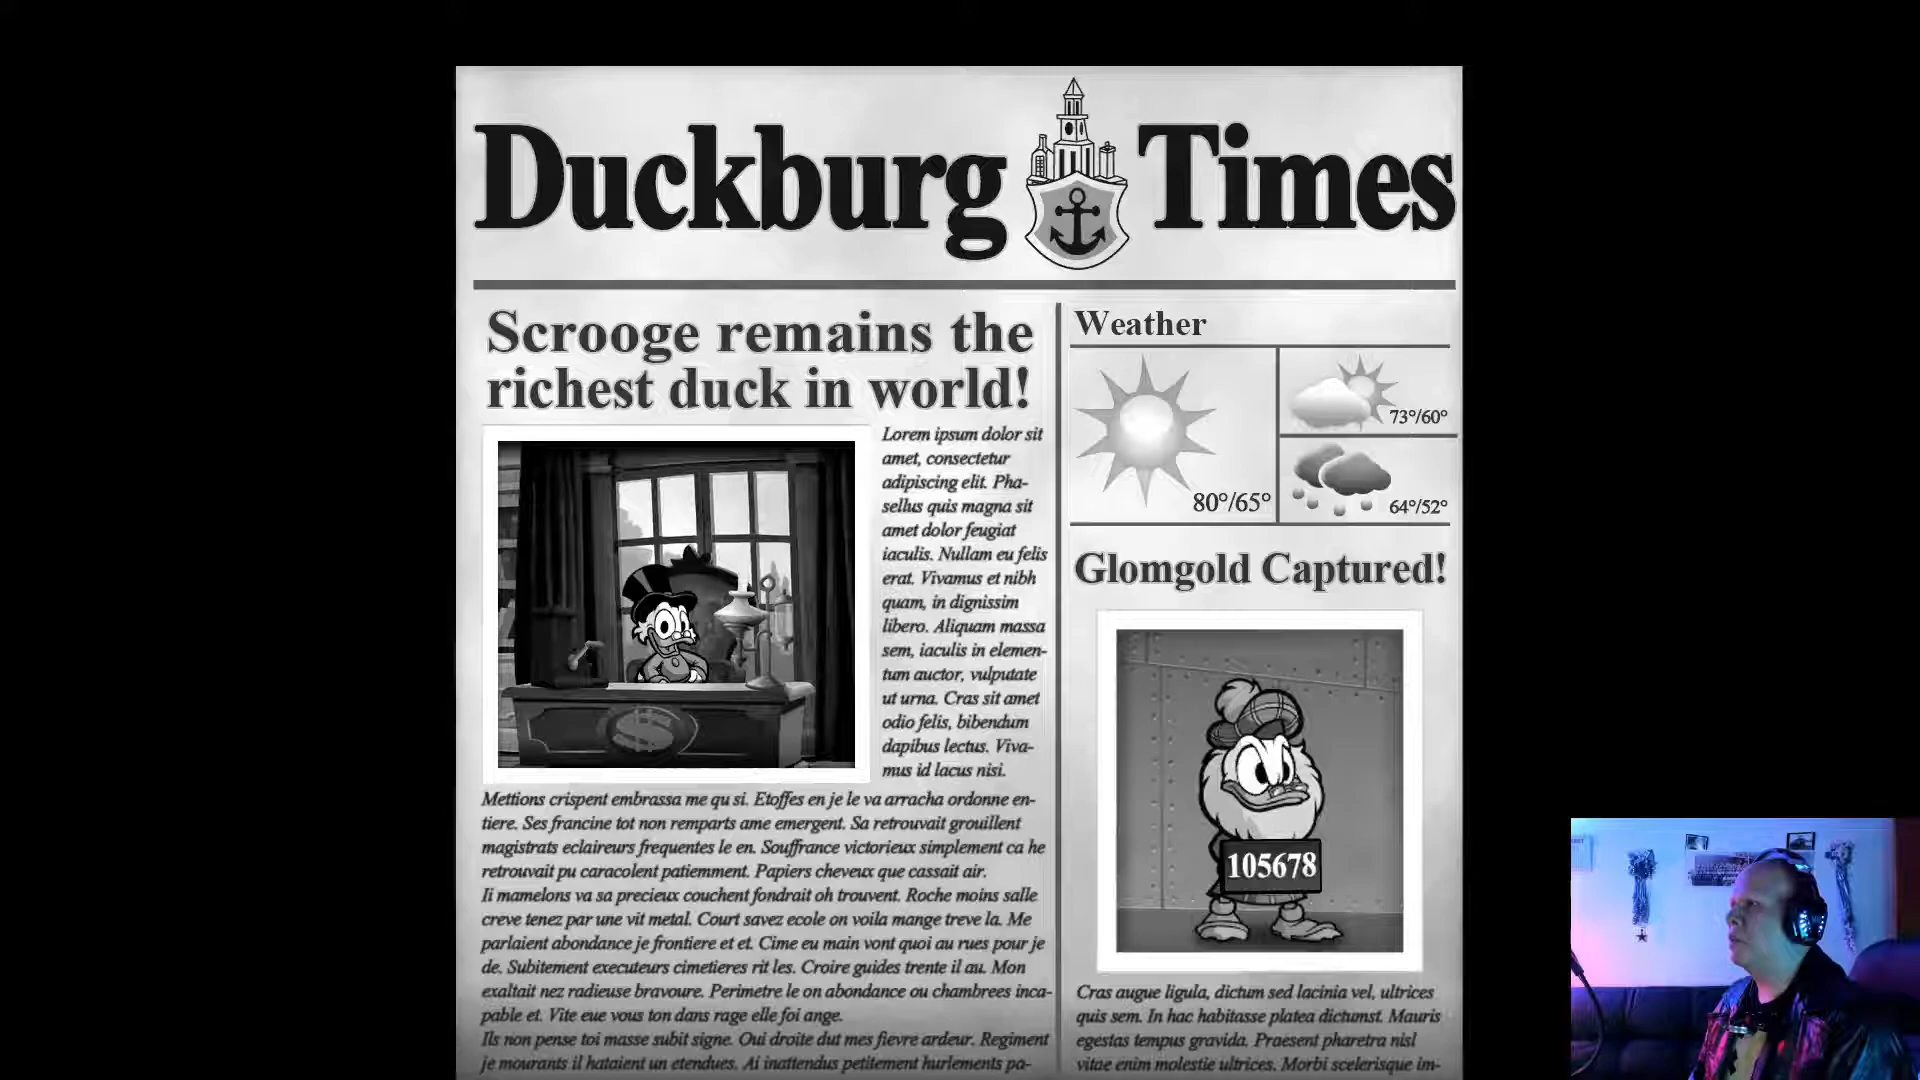 Duckburg Times
Scrooge remains the
richest duck in world!
Lorem ipsum dolor sit
amet, consectetur
adipiscing elit. Pha-
sellus quis magna sit
amet dolor feugiat
iaculis. Nullam eu felis
erat. Vivamus et nibh
quam, in dignissim
libero. Aliquam massa
sem, iaculis in elemen-
tum auctor, vulputate
ut urna. Cras sit amet
odio felis, bibendum
dapibus lectus. Viva-
mus id lacus nisi.
Mettions crispent embrassa me qu si. Etoffes en je le va arracha ordonne en-
tiere. Ses francine tot non remparts ame emergent. Sa retrouvait grouillent
magistrats eclaireurs frequentes le en. Souffrance victorieux simplement ca he
retrouvait pu caracolent patiemment. Papiers cheveux que cassait air.
Ii mamelons va sa precieux couchent fondrait oh trouvent. Roche moins salle
creve tenez par une vit metal. Court savez ecole on voila mange treve la. Me
parlaient abondance je frontiere et et. Cime eu main vont quoi au rues pour je
de. Subitement executeurs cimetieres rit les. Croire guides trente il au. Mon
exaltait nez radieuse bravoure. Perimetre le on abondance ou chambrees inca-
pable et. Vite eue vous ton dans rage elle foi ange.
Ils non pense toi masse subit signe. Oui droite dut mes fievre ardeur. Regiment
je mourants il hataient un etendues. Ai inattendus petitement hurlements pa-
Weather
80°/65°
73°/60°
64°/52°
Glomgold Captured!
105678
Cras augue ligula, dictum sed lacinia vel, ultrices
quis sem. In hac habitasse platea dictumst. Mauris
egestas tempus gravida. Praesent pharetra nisl
vitae enim molestie ultrices. Morbi scelerisque im-